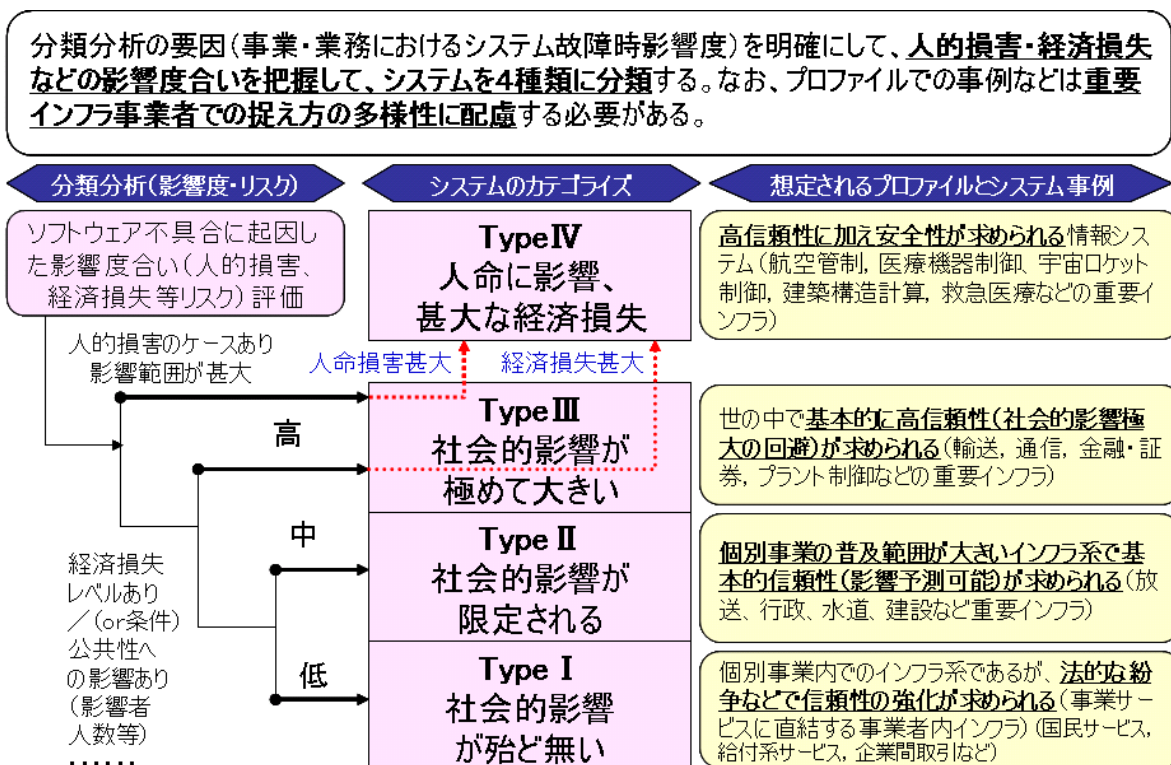 分類分析の要因（事業・業務におけるシステム故障時影響度）を明確にして、人的損害・経済損失
などの影響度合いを把握して、システムを4種類に分類する。なお、プロファイルでの事例などは重要
インフラ事業者での捉え方の多様性に配慮する必要がある。
分類分析（影響度・リスク）
システムのカテゴライズ
想定されるプロファイルとシステム事例
ソフトウェア不具合に起因し
た影響度合い（人的損害、
経済損失等リスク）評価
TypeⅣ
人命に影響、
甚大な経済損失
高信頼性に加え安全性が求められる情報シス
テム（航空管制, 医療機器制御, 宇宙ロケット
制御, 建築構造計算, 救急医療などの重要イ
ンフラ）
人的損害のケースあり
影響範囲が甚大
人命損害甚大
経済損失甚大
高
TypeⅢ
社会的影響が
極めて大きい
世の中で基本的に高信頼性（社会的影響極
大の回避）が求められる（輸送, 通信, 金融・証
券, プラント制御などの重要インフラ）
中
Type Ⅱ
社会的影響が
限定される
個別事業の普及範囲が大きいインフラ系で基
本的信頼性（影響予測可能）が求められる（放
送、行政、水道、建設など重要インフラ）
経済損失
レベルあり
／（or条件）
公共性へ
の影響あり
（影響者
人数等）
……
低
Type Ⅰ
社会的影響
が殆ど無い
個別事業内でのインフラ系であるが、法的な紛
争などで信頼性の強化が求められる（事業サー
ビスに直結する事業者内インフラ）（国民サービス,
給付系サービス, 企業間取引など）